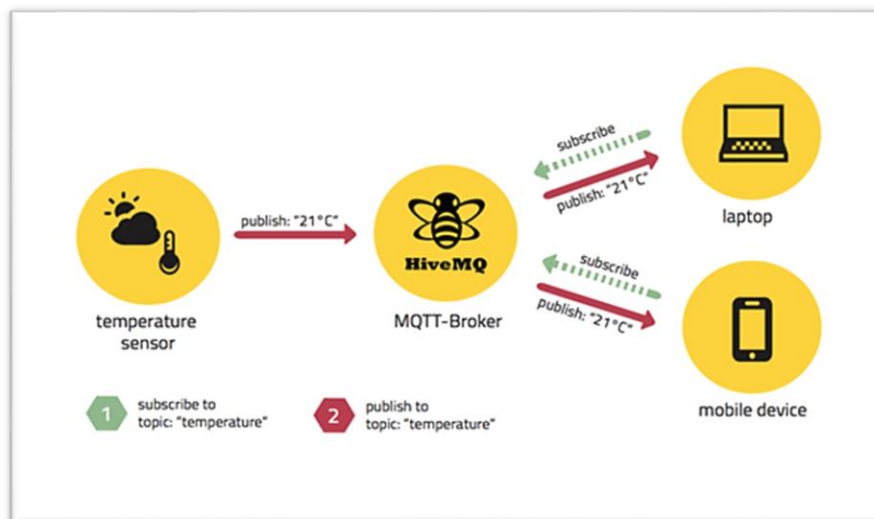 subscribe
publish: "21°C"
laptop
publish: "21°C"
HiveMQ
subscribe
publish: "21°C"
temperature
sensor
MQTT-Broker
mobile device
1
subscribe to
topic: "temperature"
2
publish to
topic: "temperature"